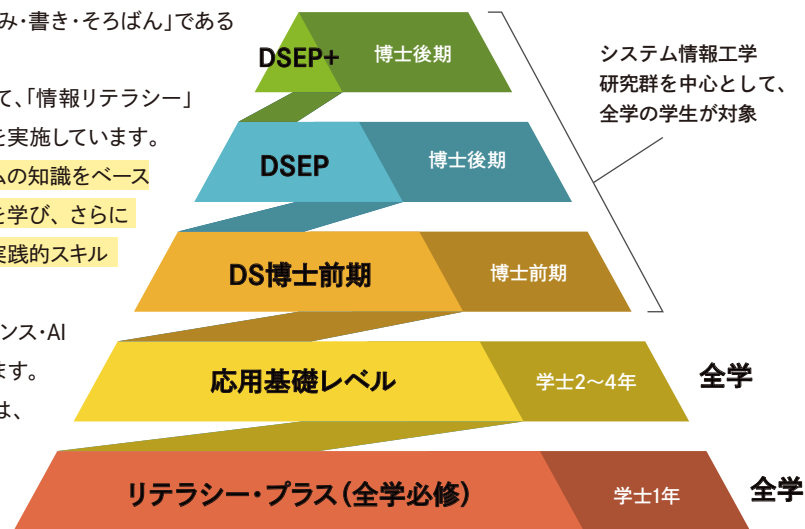 み・書き・そろばん」である
て、「情報リテラシー」
を実施しています。
ムの知識をベース
を学び、さらに
実践的スキル
ンス・AI
ます。
は、
DSEP+
博士後期
DSEP
博士後期
DS博士前期
博士前期
応用基礎レベル
学士2〜4年
全学
リテラシー・プラス(全学必修)
学士1年
全学
システム情報工学
研究群を中心として、
全学の学生が対象